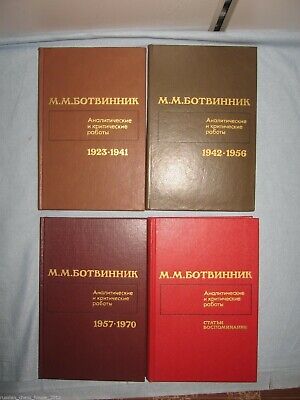 М.М.БОТВИННИК
Аналитические
и критические
работы
1923-1941
М.М.БОТВИННИК
Аналитические
и критические
работы
1942-1956
М.М.БОТВИННИК
Аналитические
и критические
работы
1957-1970
М.М.БОТВИННИК
Аналитические
и критические
работы
СТАТЬИ
ВОСПОМИНАНИЯ
russian_chess_house_2012